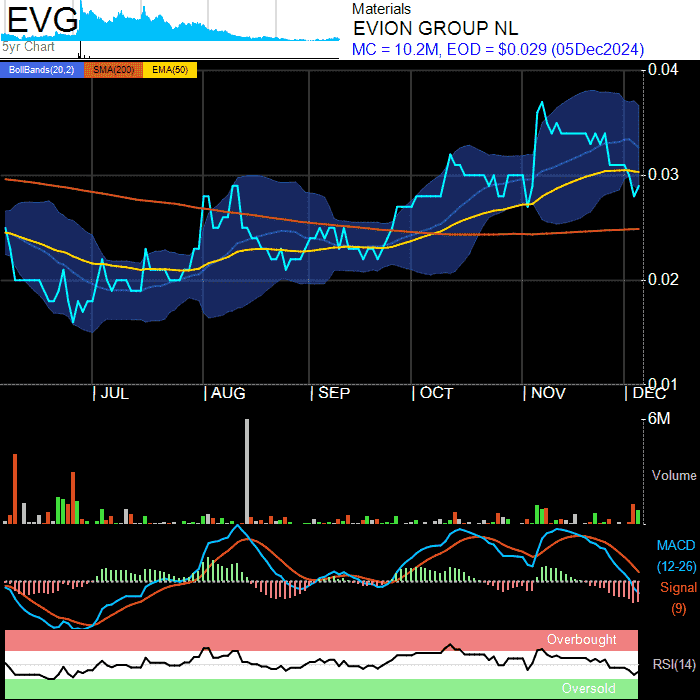 EVG
5yr Chart
Materials
EVION GROUP NL
MC = 10.2M, EOD = $0.029 (05Dec2024)
BollBands(20,2) SMA(200) EMA(50)
0.04
0.03
0.02
0.01
JUL AUG SEP OCT NOV DEC
6M
Volume
MACD
(12-26)
Signal
(9)
Overbought
RSI(14)
Oversold